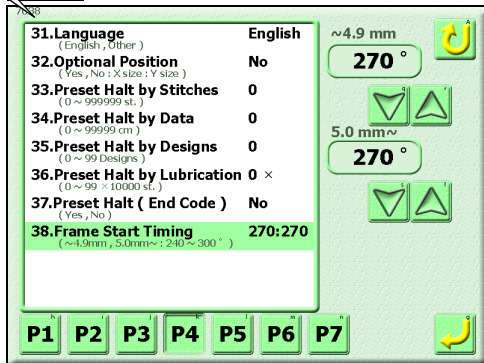 7038
31.Language English
( English , Other )
32.Optional Position No
( Yes , No : X size : Y size )
33.Preset Halt by Stitches 0
( 0 ~ 999999 st. )
34.Preset Halt by Data 0
( 0 ~ 99999 cm )
35.Preset Halt by Designs 0
( 0 ~ 99 Designs )
36.Preset Halt by Lubrication 0 ×
( 0 ~ 99 ×10000 st. )
37.Preset Halt ( End Code ) No
( Yes , No )
38.Frame Start Timing 270:270
( ~4.9mm , 5.0mm~ : 240 ~ 300 ° )
~4.9 mm
270 °
5.0 mm~
270 °
P1 P2 P3 P4 P5 P6 P7